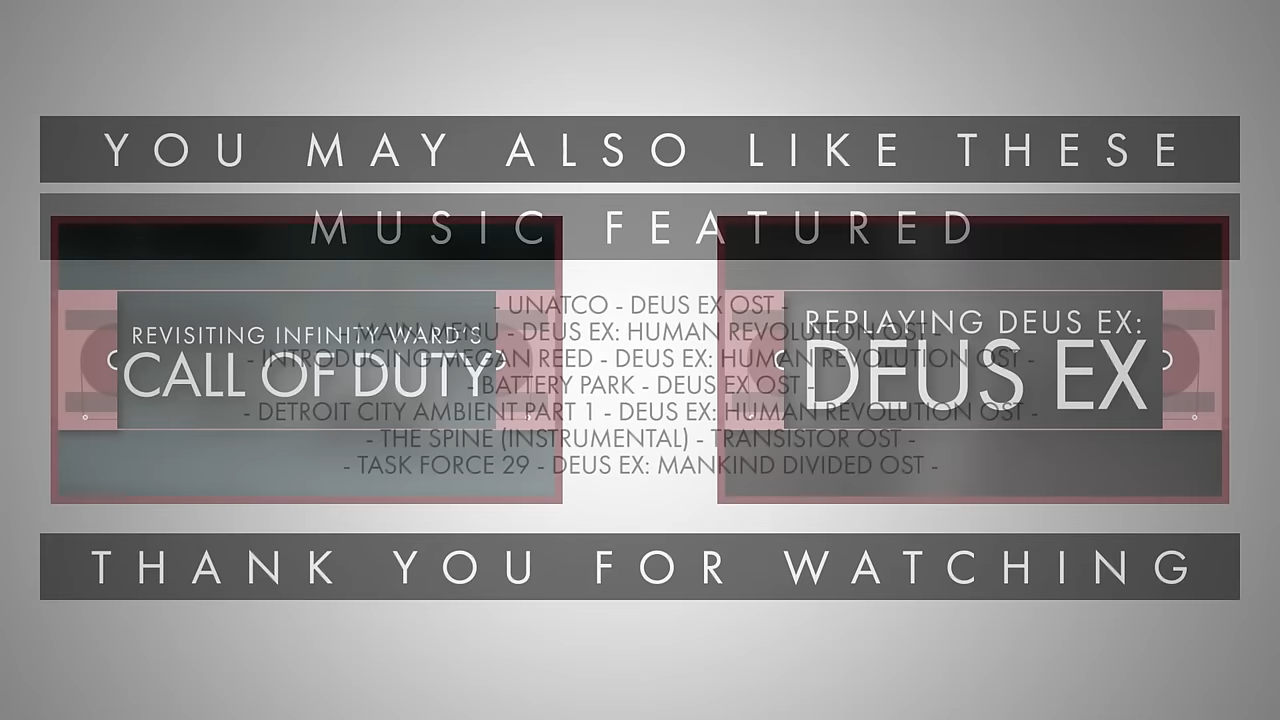 YOU MAY ALSO LIKE THESE
MUSIC FEATURED
- UNATCO - DEUS EX OST -
- MAIN MENU - DEUS EX: HUMAN REVOLUTION OST -
- INTRODUCING MEGAN REED - DEUS EX: HUMAN REVOLUTION OST -
- BATTERY PARK - DEUS EX OST -
- DETROIT CITY AMBIENT PART 1 - DEUS EX: HUMAN REVOLUTION OST -
- THE SPINE (INSTRUMENTAL) - TRANSISTOR OST -
- TASK FORCE 29 - DEUS EX: MANKIND DIVIDED OST -
REVISITING INFINITY WARD'S
CALL OF DUTY
REPLAYING DEUS EX:
DEUS EX
THANK YOU FOR WATCHING